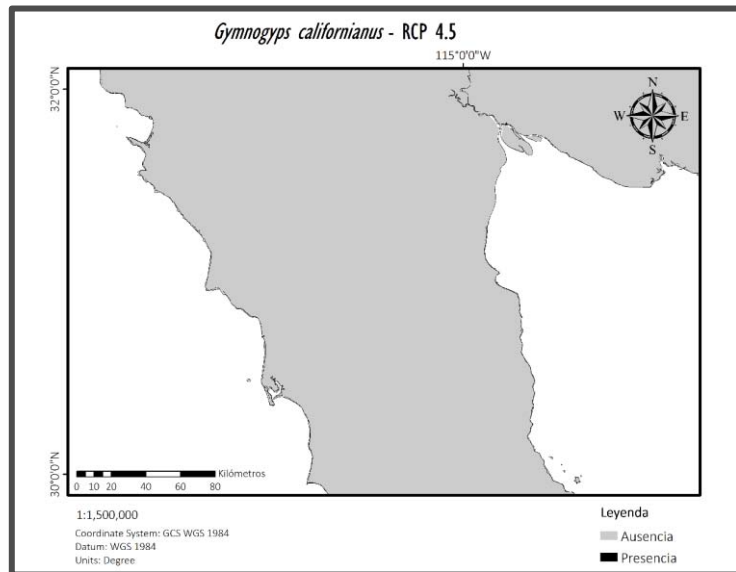 Gymnogyps californianus - RCP 4.5
115°0'0"W
32°0'0"N
N
W E
S
30°0'0"N
Kilómetros
0 10 20 40 60 80
1:1,500,000
Coordinate System: GCS WGS 1984
Datum: WGS 1984
Units: Degree
Leyenda
Ausencia
Presencia